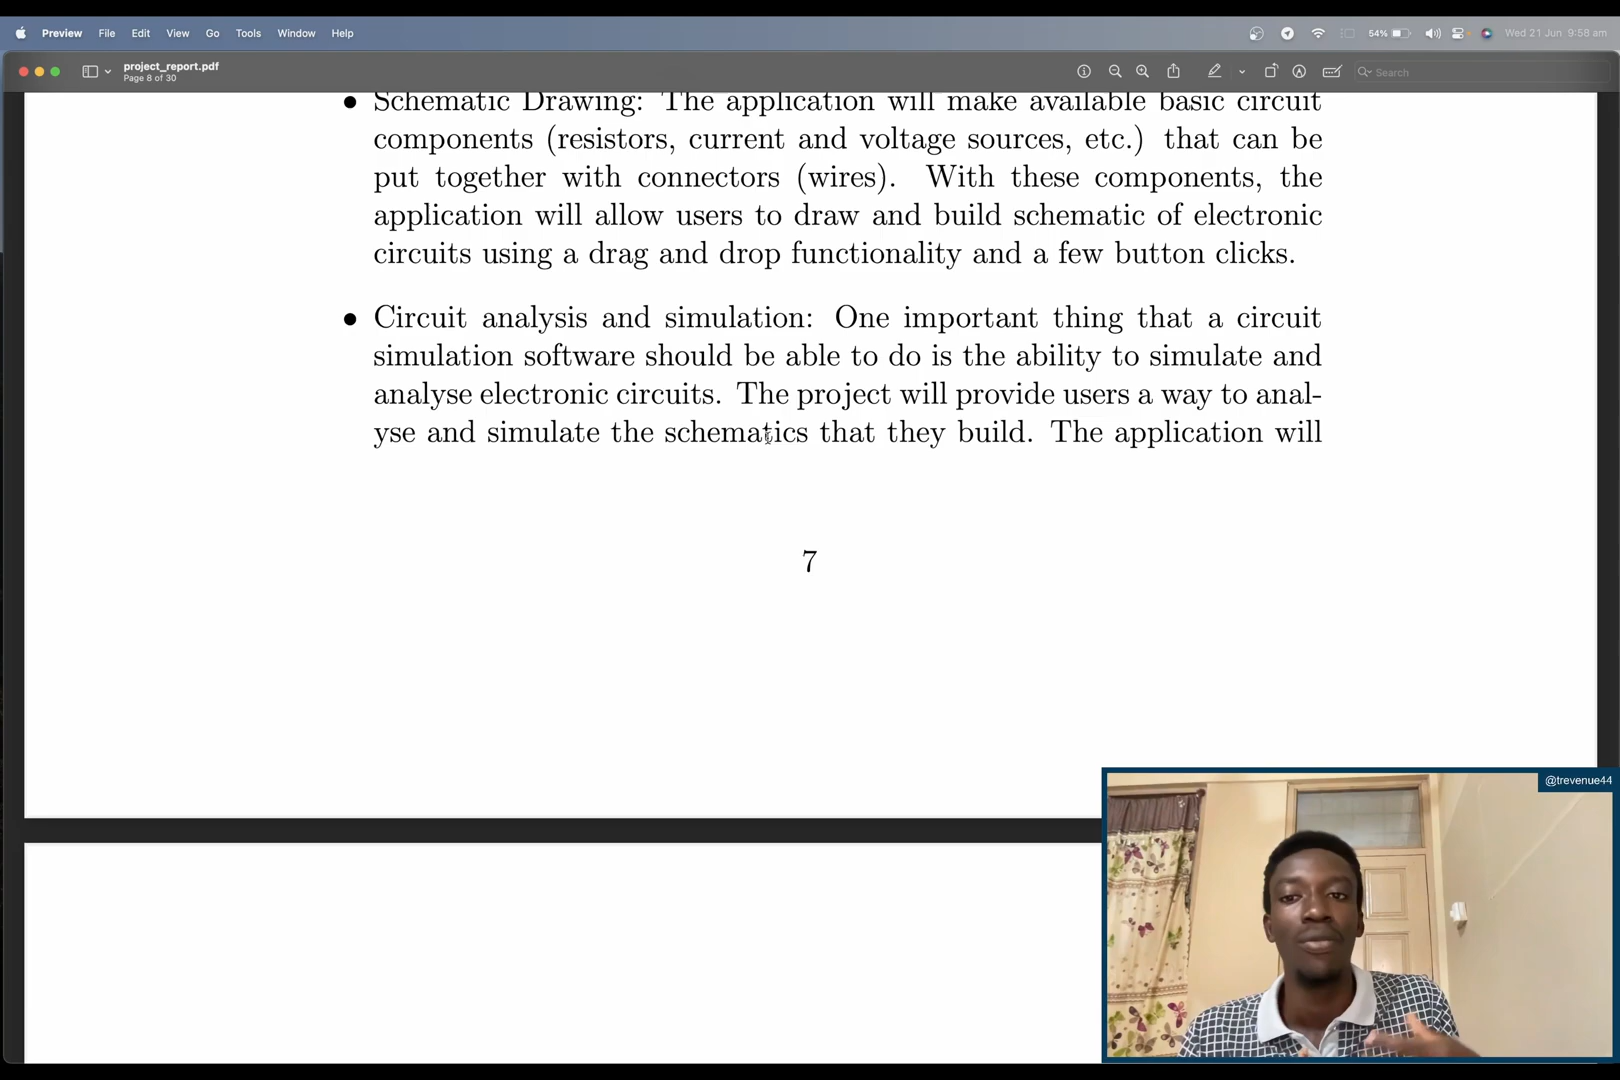 Preview File Edit View Go Tools Window Help 54% Wed 21 Jun 9:58 am
project_report.pdf
Page 8 of 30
Search
• Schematic Drawing: The application will make available basic circuit
components (resistors, current and voltage sources, etc.) that can be
put together with connectors (wires). With these components, the
application will allow users to draw and build schematic of electronic
circuits using a drag and drop functionality and a few button clicks.
• Circuit analysis and simulation: One important thing that a circuit
simulation software should be able to do is the ability to simulate and
analyse electronic circuits. The project will provide users a way to anal-
yse and simulate the schematics that they build. The application will
7
@trevenue44